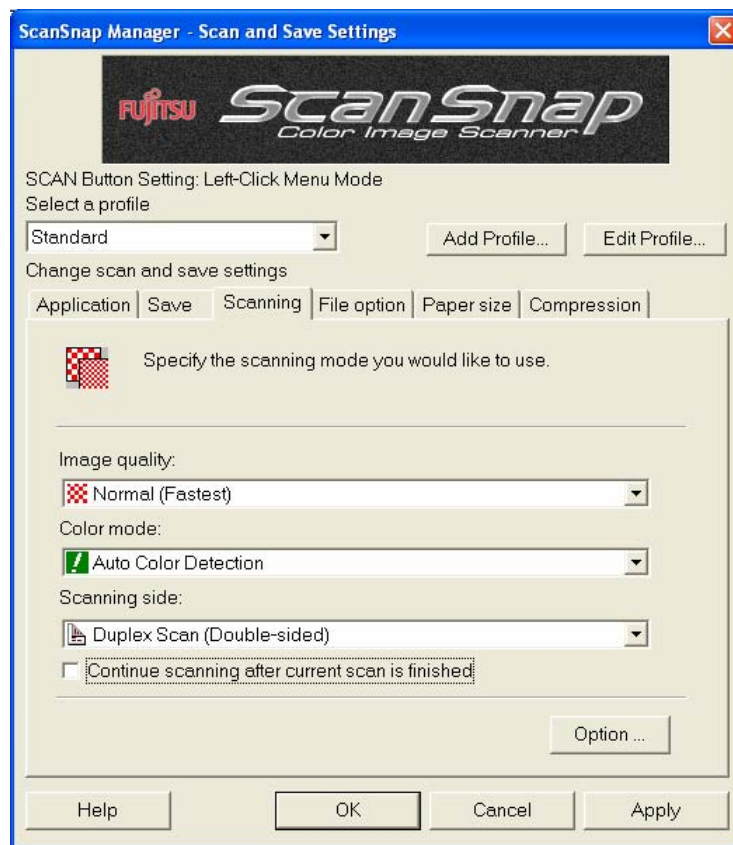 ScanSnap Manager - Scan and Save Settings
FUJITSU ScanSnap
Color Image Scanner
SCAN Button Setting: Left-Click Menu Mode
Select a profile
Standard Add Profile... Edit Profile...
Change scan and save settings
Application Save Scanning File option Paper size Compression
Specify the scanning mode you would like to use.
Image quality:
Normal (Fastest)
Color mode:
Auto Color Detection
Scanning side:
Duplex Scan (Double-sided)
Continue scanning after current scan is finished
Option ...
Help OK Cancel Apply